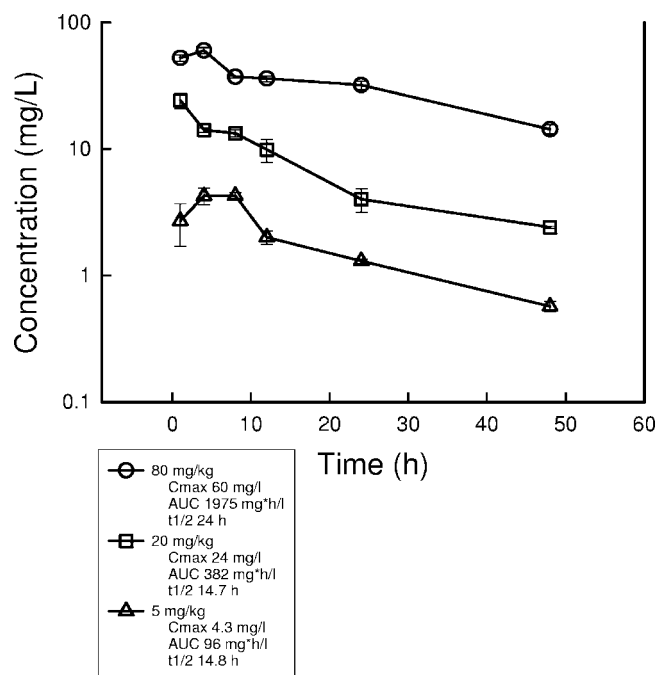 100
10
1
0.1
Concentration (mg/L)
0
10
20
30
40
50
60
Time (h)
80 mg/kg
Cmax 60 mg/l
AUC 1975 mg*h/l
t1/2 24 h
20 mg/kg
Cmax 24 mg/l
AUC 382 mg*h/l
t1/2 14.7 h
5 mg/kg
Cmax 4.3 mg/l
AUC 96 mg*h/l
t1/2 14.8 h